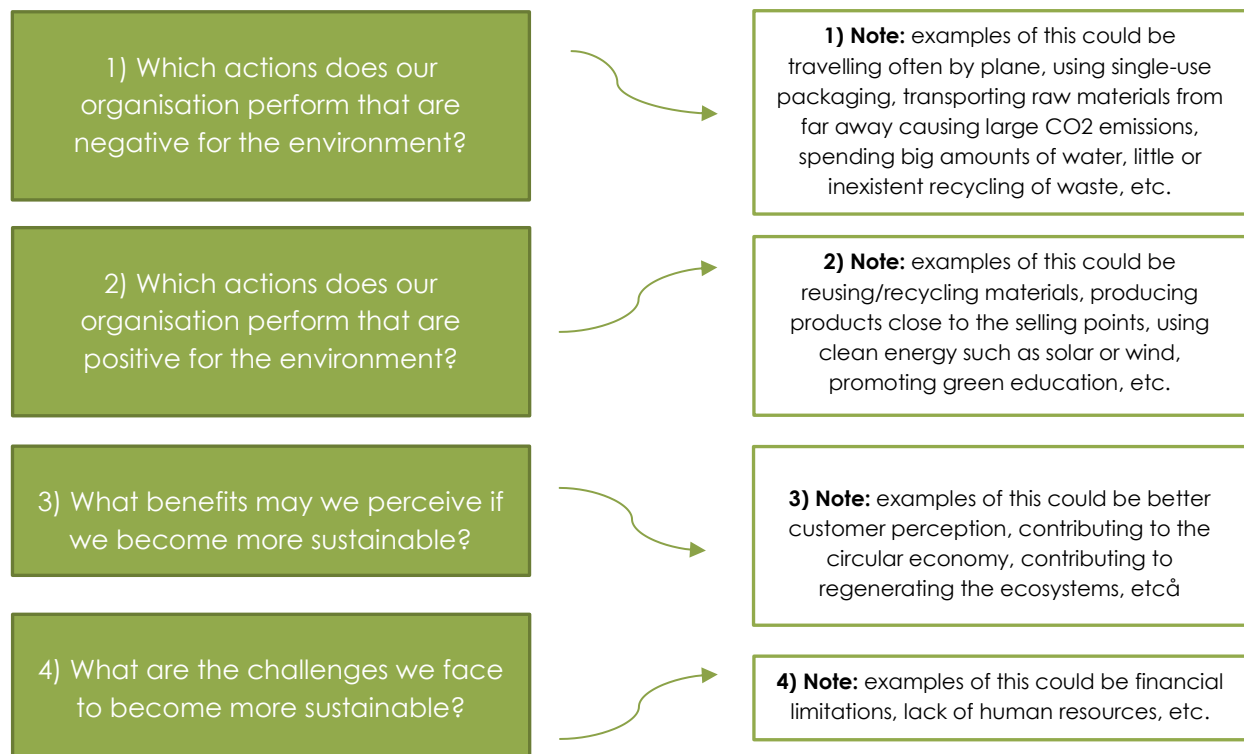 1) Which actions does our
organisation perform that are
negative for the environment?
1) Note: examples of this could be
travelling often by plane, using single-use
packaging, transporting raw materials from
far away causing large CO2 emissions,
spending big amounts of water, little or
inexistent recycling of waste, etc.
2) Which actions does our
organisation perform that are
positive for the environment?
2) Note: examples of this could be
reusing/recycling materials, producing
products close to the selling points, using
clean energy such as solar or wind,
promoting green education, etc.
3) What benefits may we perceive if
we become more sustainable?
3) Note: examples of this could be better
customer perception, contributing to the
circular economy, contributing to
regenerating the ecosystems, etcå
4) What are the challenges we face
to become more sustainable?
4) Note: examples of this could be financial
limitations, lack of human resources, etc.